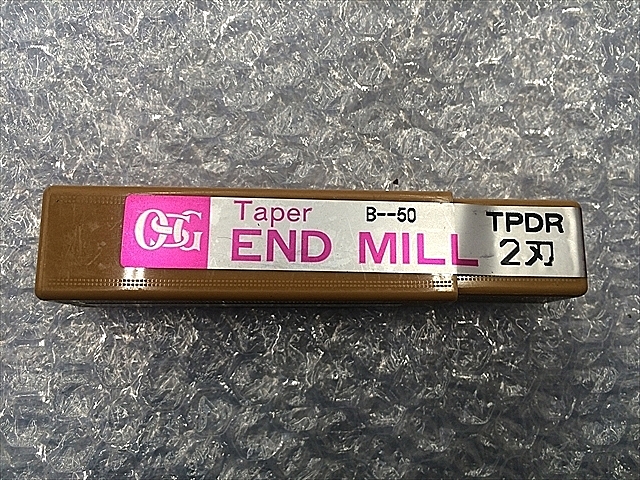 OSG
Taper B--50 TPDR
END MILL 2刃